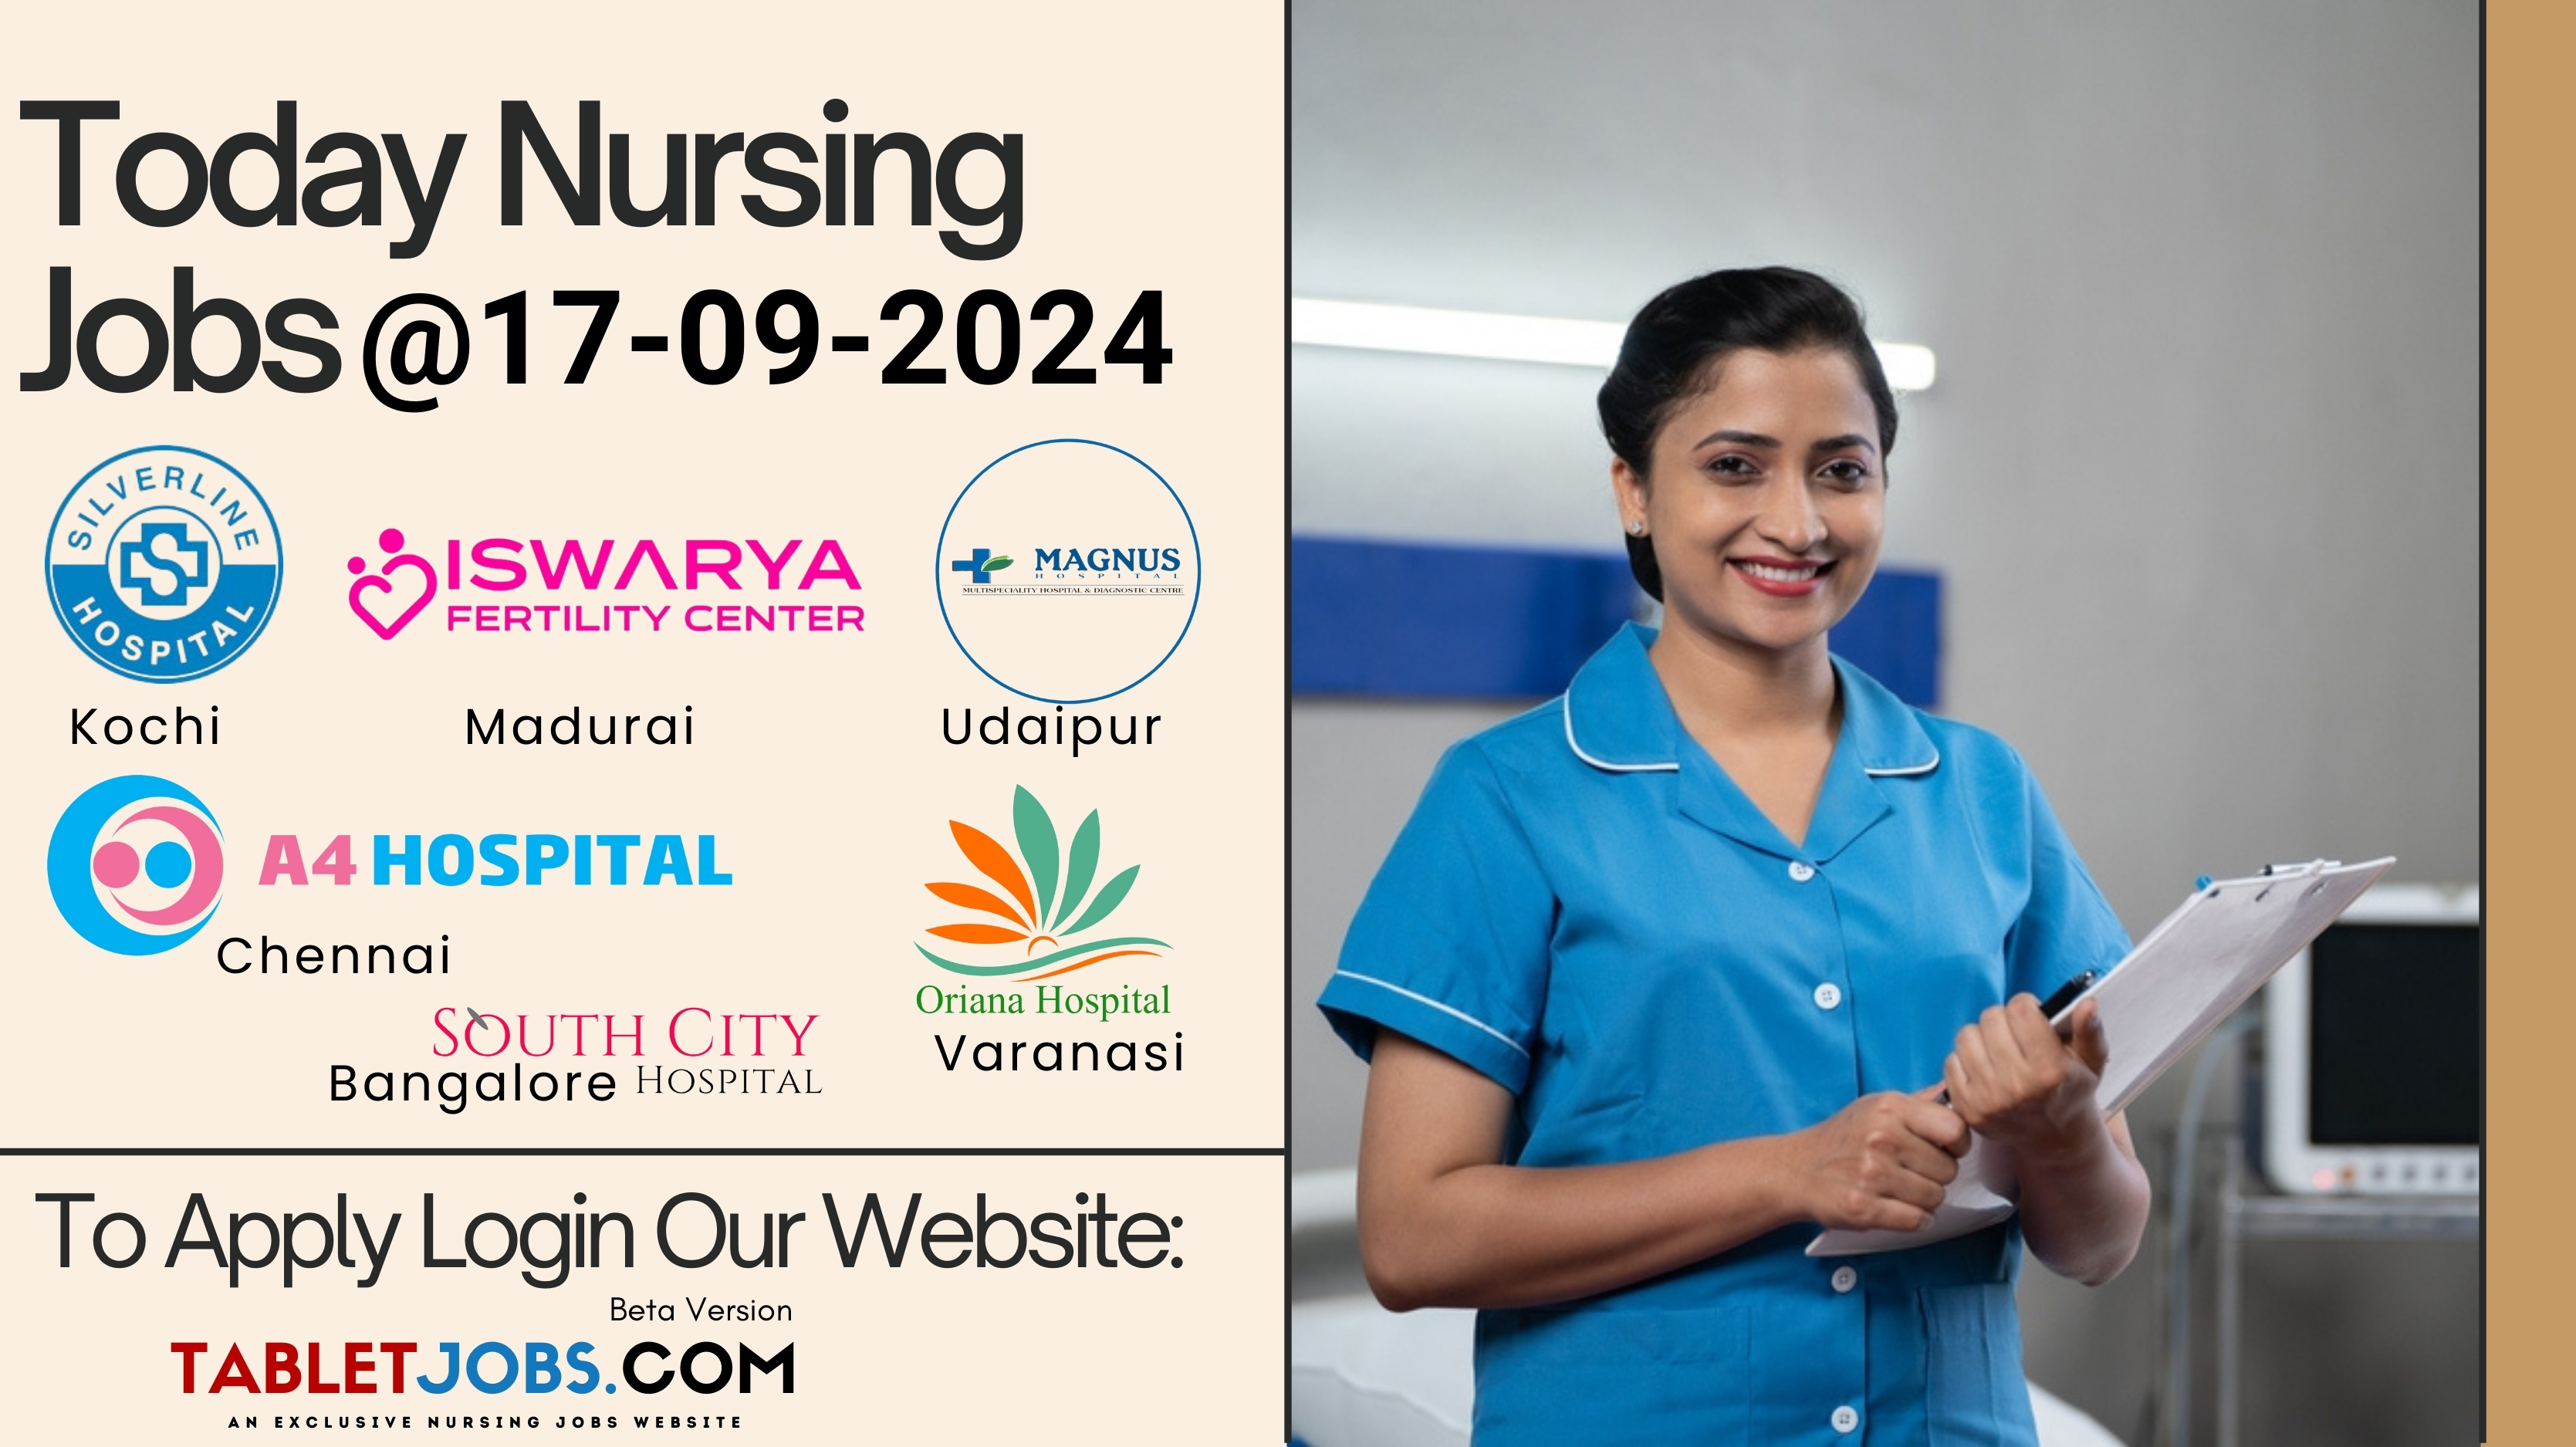 Today Nursing
Jobs @17-09-2024
SILVERLINE
HOSPITAL
S
Kochi
ISWARYA
FERTILITY CENTER
Madurai
MAGNUS
HOSPITAL
MULTISPECIALITY HOSPITAL & DIAGNOSTIC CENTRE
Udaipur
A4 HOSPITAL
Chennai
Oriana Hospital
Varanasi
SOUTH CITY
HOSPITAL
Bangalore
To Apply Login Our Website:
Beta Version
TABLETJOBS.COM
AN EXCLUSIVE NURSING JOBS WEBSITE